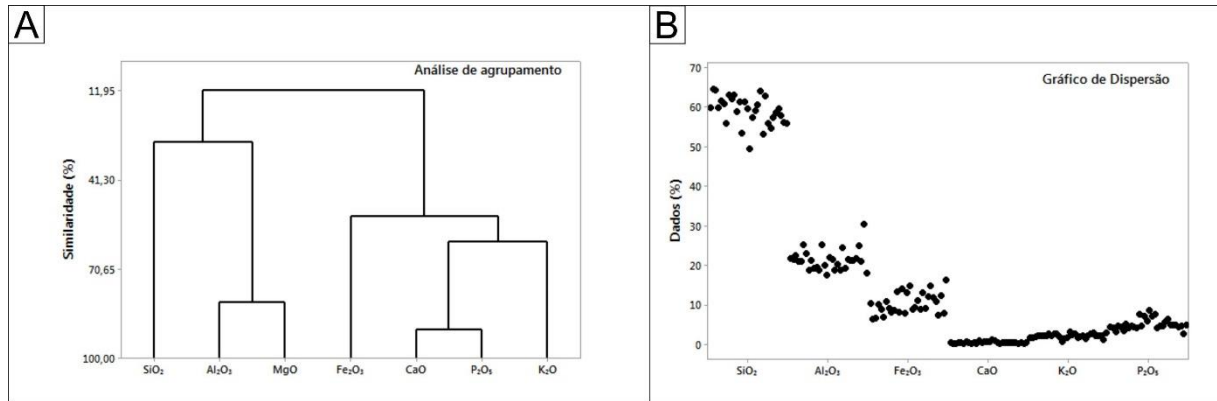 A
Análise de agrupamento
Similaridade (%)
11,95
41,30
70,65
100,00
SiO₂ Al₂O₃ MgO Fe₂O₃ CaO P₂O₅ K₂O
B
Gráfico de Dispersão
Dados (%)
70
60
50
40
30
20
10
0
SiO₂ Al₂O₃ Fe₂O₃ CaO K₂O P₂O₅